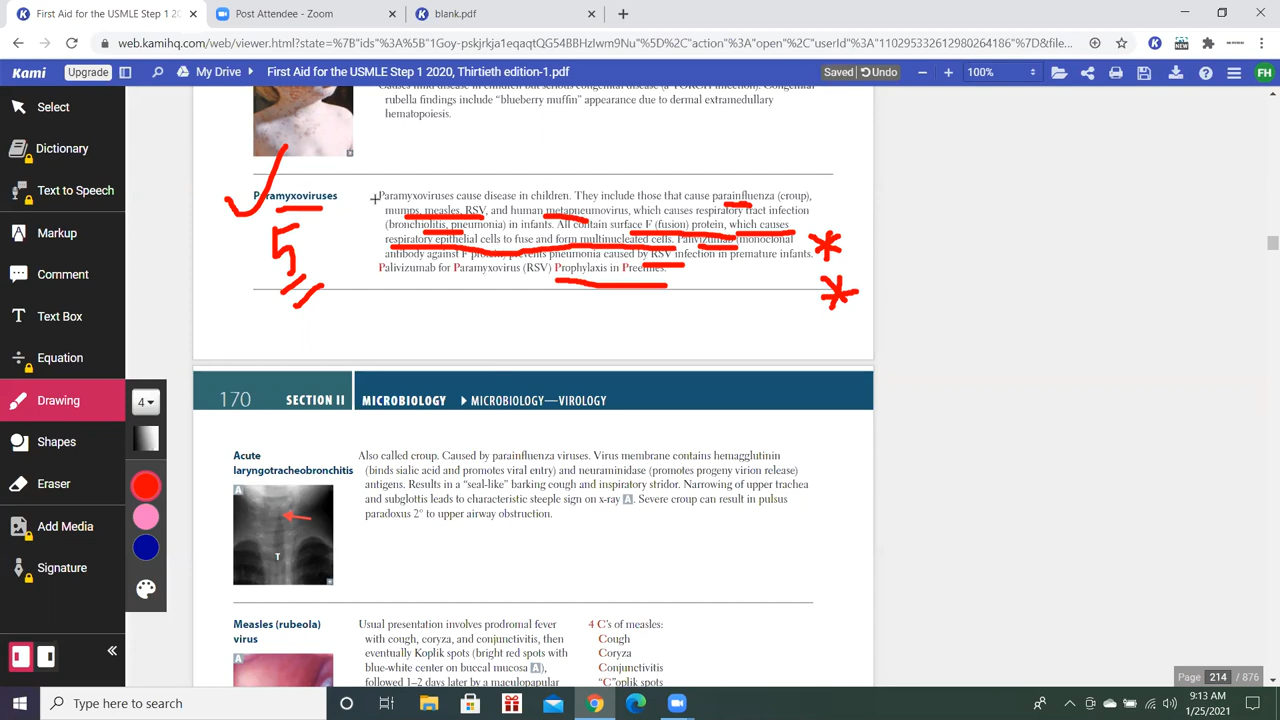 First Aid for the USMLE Step 1 20
Post Attendee - Zoom
blank.pdf
web.kamihq.com/web/viewer.html?state=%7B"ids"%3A%5B"1Goy-pskjrkja1eqaqtQG54BBHzIwm9Nu"%5D%2C"action"%3A"open"%2C"userId"%3A"110295332612980264186"%7D&file...
NEW
Kami
Upgrade
My Drive
First Aid for the USMLE Step 1 2020, Thirtieth edition-1.pdf
Saved
Undo
100%
FH
Select
Dictionary
Text to Speech
Markup
Comment
Text Box
Equation
Drawing
Shapes
Eraser
Add Media
Signature
4
rubella findings include “blueberry muffin” appearance due to dermal extramedullary
hematopoiesis.
Paramyxoviruses
Paramyxoviruses cause disease in children. They include those that cause parainfluenza (croup),
mumps, measles, RSV, and human metapneumovirus, which causes respiratory tract infection
(bronchiolitis, pneumonia) in infants. All contain surface F (fusion) protein, which causes
respiratory epithelial cells to fuse and form multinucleated cells. Palivizumab (monoclonal
antibody against F protein) prevents pneumonia caused by RSV infection in premature infants.
Palivizumab for Paramyxovirus (RSV) Prophylaxis in Preemies.
5
170
SECTION II
MICROBIOLOGY
MICROBIOLOGY—VIROLOGY
Acute
laryngotracheobronchitis
Also called croup. Caused by parainfluenza viruses. Virus membrane contains hemagglutinin
(binds sialic acid and promotes viral entry) and neuraminidase (promotes progeny virion release)
antigens. Results in a “seal-like” barking cough and inspiratory stridor. Narrowing of upper trachea
and subglottis leads to characteristic steeple sign on x-ray A. Severe croup can result in pulsus
paradoxus 2° to upper airway obstruction.
A
T
Measles (rubeola)
virus
A
Usual presentation involves prodromal fever
with cough, coryza, and conjunctivitis, then
eventually Koplik spots (bright red spots with
blue-white center on buccal mucosa A),
followed 1–2 days later by a maculopapular
4 C’s of measles:
Cough
Coryza
Conjunctivitis
“C”oplik spots
Page 214 / 876
Type here to search
9:13 AM
1/25/2021